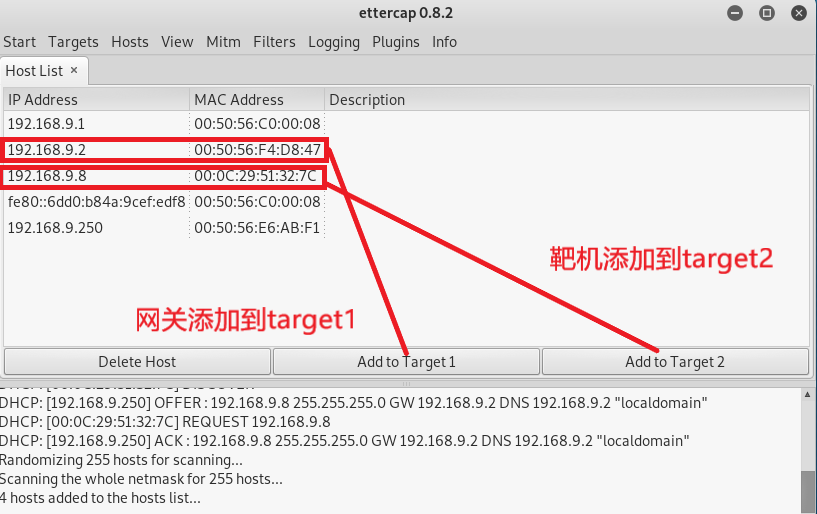 ettercap 0.8.2
Start Targets Hosts View Mitm Filters Logging Plugins Info
Host List ×
IP Address MAC Address Description
192.168.9.1 00:50:56:C0:00:08
192.168.9.2 00:50:56:F4:D8:47
192.168.9.8 00:0C:29:51:32:7C
fe80::6dd0:b84a:9cef:edf8 00:50:56:C0:00:08
192.168.9.250 00:50:56:E6:AB:F1
靶机添加到target2
网关添加到target1
Delete Host Add to Target 1 Add to Target 2
DHCP: [00:0C:29:51:32:7C] DISCOVER
DHCP: [192.168.9.250] OFFER : 192.168.9.8 255.255.255.0 GW 192.168.9.2 DNS 192.168.9.2 "localdomain"
DHCP: [00:0C:29:51:32:7C] REQUEST 192.168.9.8
DHCP: [192.168.9.250] ACK : 192.168.9.8 255.255.255.0 GW 192.168.9.2 DNS 192.168.9.2 "localdomain"
Randomizing 255 hosts for scanning...
Scanning the whole netmask for 255 hosts...
4 hosts added to the hosts list...